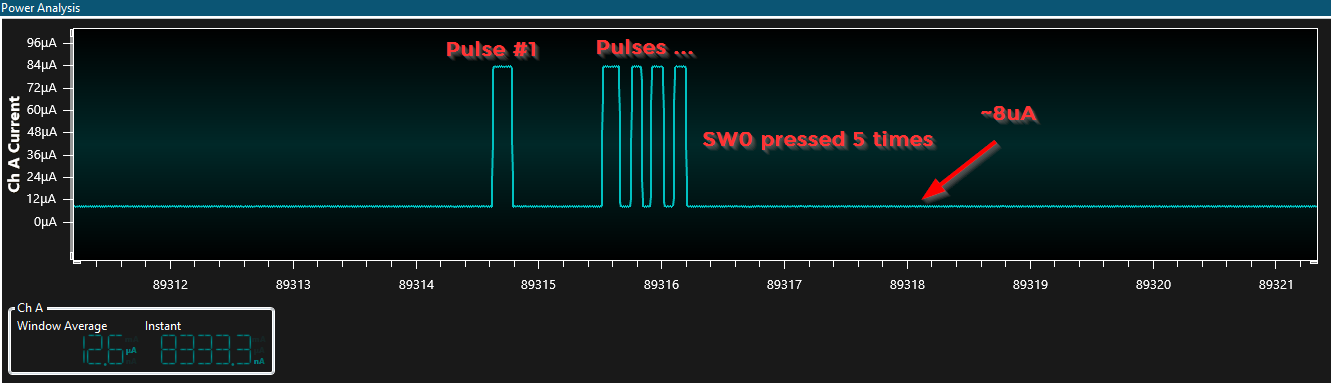 Power Analysis
Pulse #1
Pulses ...
SW0 pressed 5 times
~8uA
Ch A Current
96µA
84µA
72µA
60µA
48µA
36µA
24µA
12µA
0µA
89312 89313 89314 89315 89316 89317 89318 89319 89320 89321
Ch A
Window Average Instant
12.6 µA 8333.3 nA